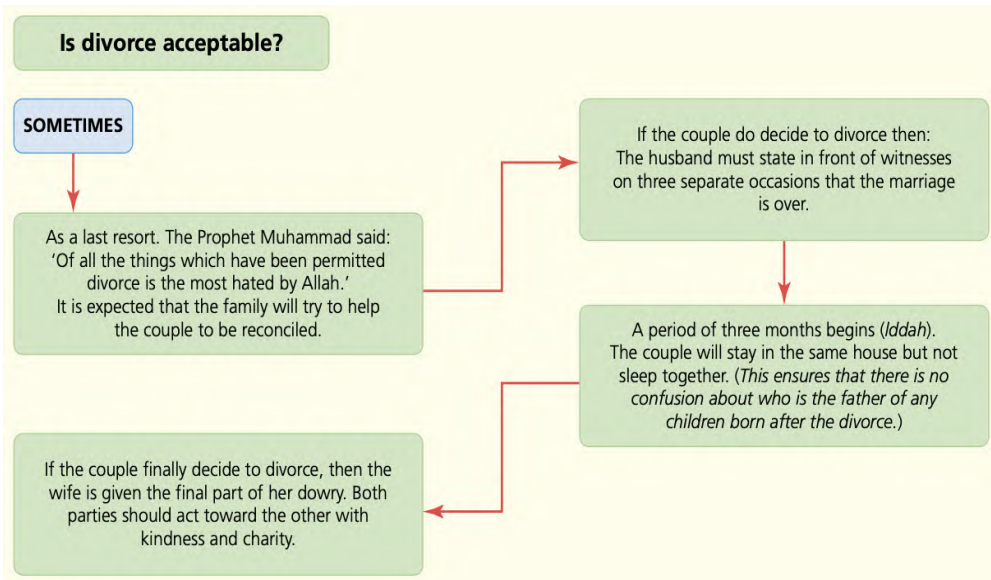 Is divorce acceptable?
SOMETIMES
As a last resort. The Prophet Muhammad said:
‘Of all the things which have been permitted
divorce is the most hated by Allah.’
It is expected that the family will try to help
the couple to be reconciled.
If the couple do decide to divorce then:
The husband must state in front of witnesses
on three separate occasions that the marriage
is over.
A period of three months begins (Iddah).
The couple will stay in the same house but not
sleep together. (This ensures that there is no
confusion about who is the father of any
children born after the divorce.)
If the couple finally decide to divorce, then the
wife is given the final part of her dowry. Both
parties should act toward the other with
kindness and charity.